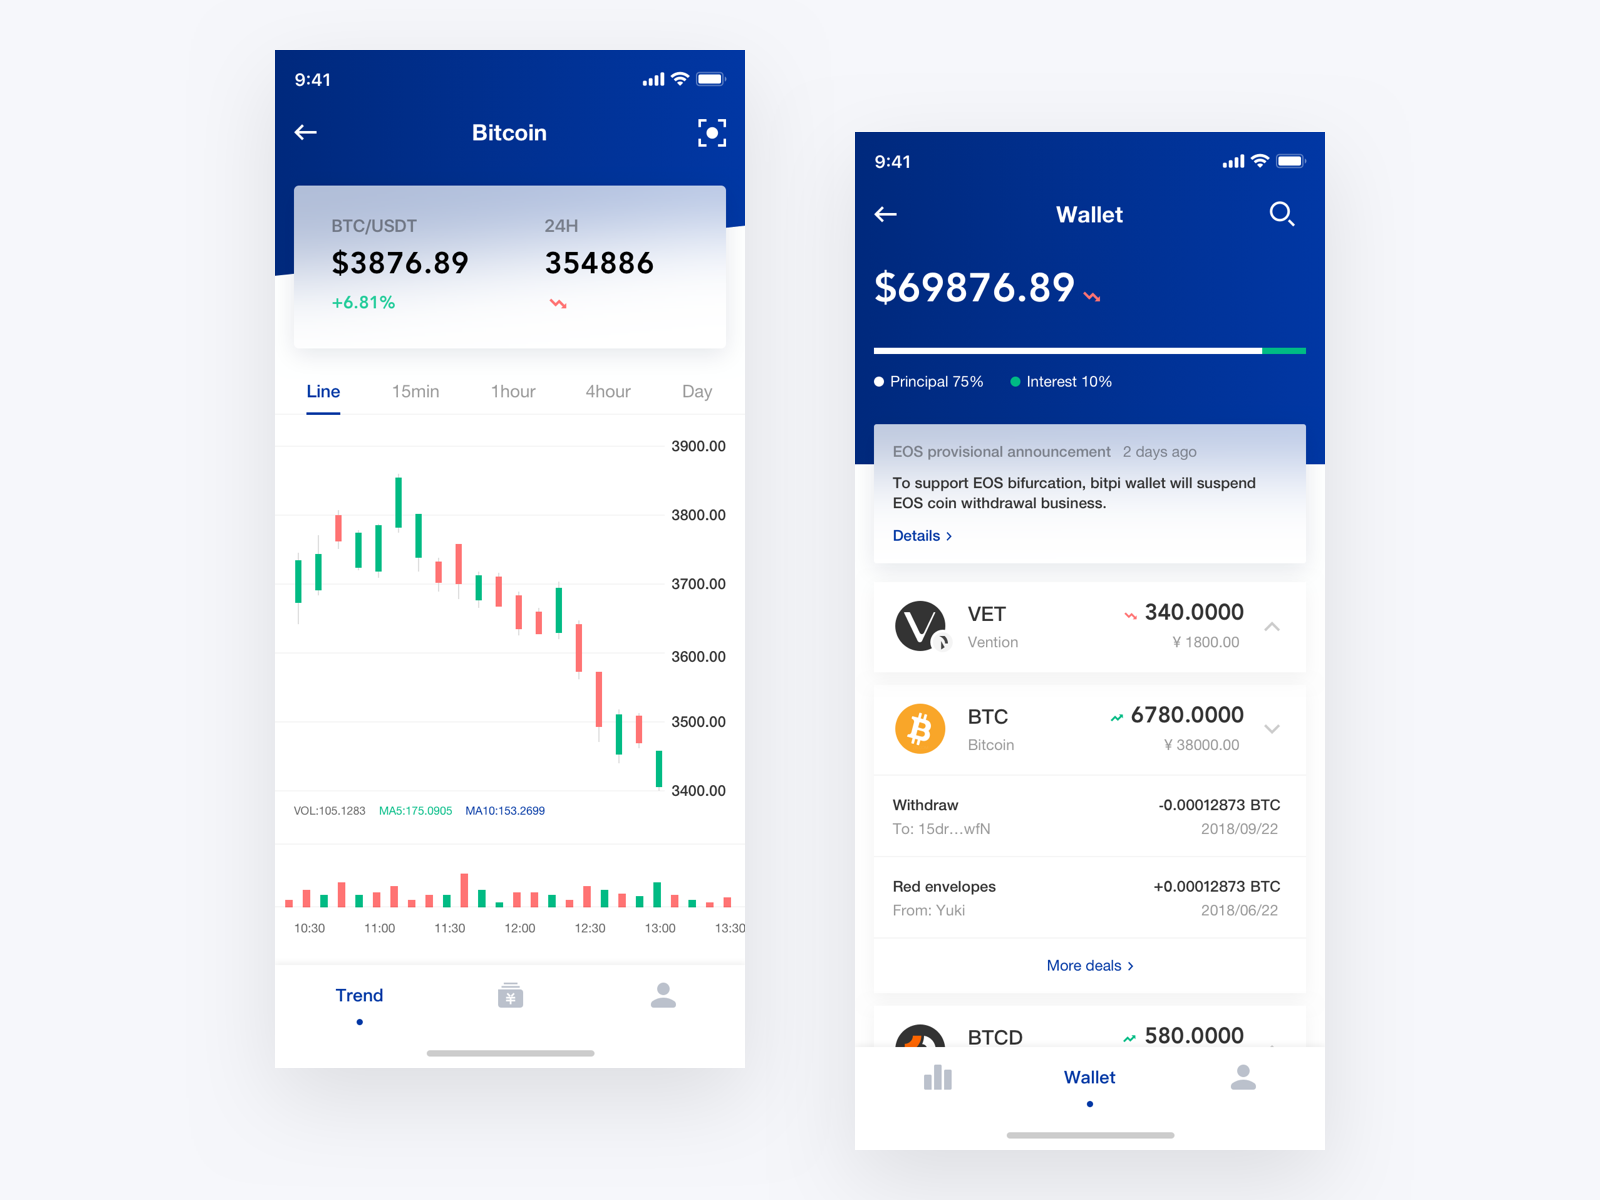 9:41
Bitcoin
BTC/USDT 24H
$3876.89 354886
+6.81%
Line 15min 1hour 4hour Day
3900.00
3800.00
3700.00
3600.00
3500.00
3400.00
VOL:105.1283 MA5:175.0905 MA10:153.2699
10:30 11:00 11:30 12:00 12:30 13:00 13:30
Trend ¥
9:41
Wallet
$69876.89
Principal 75% Interest 10%
EOS provisional announcement 2 days ago
To support EOS bifurcation, bitpi wallet will suspend
EOS coin withdrawal business.
Details >
VET 340.0000
Vention ¥ 1800.00
BTC 6780.0000
Bitcoin ¥ 38000.00
Withdraw -0.00012873 BTC
To: 15dr...wfN 2018/09/22
Red envelopes +0.00012873 BTC
From: Yuki 2018/06/22
More deals >
BTCD 580.0000
Wallet